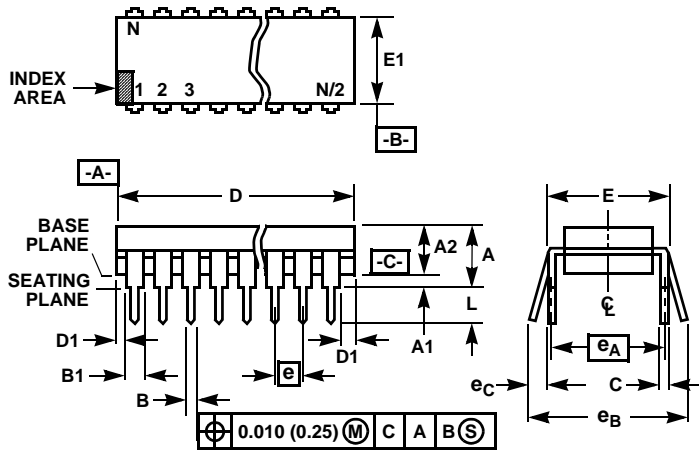 N
E1
INDEX
AREA
1 2 3 N/2
-B-
-A-
D
E
BASE
PLANE
A2
A
-C-
SEATING
PLANE
L
C
L
D1
D1
A1
eA
B1
e
eC
C
B
eB
0.010 (0.25) M C A B S